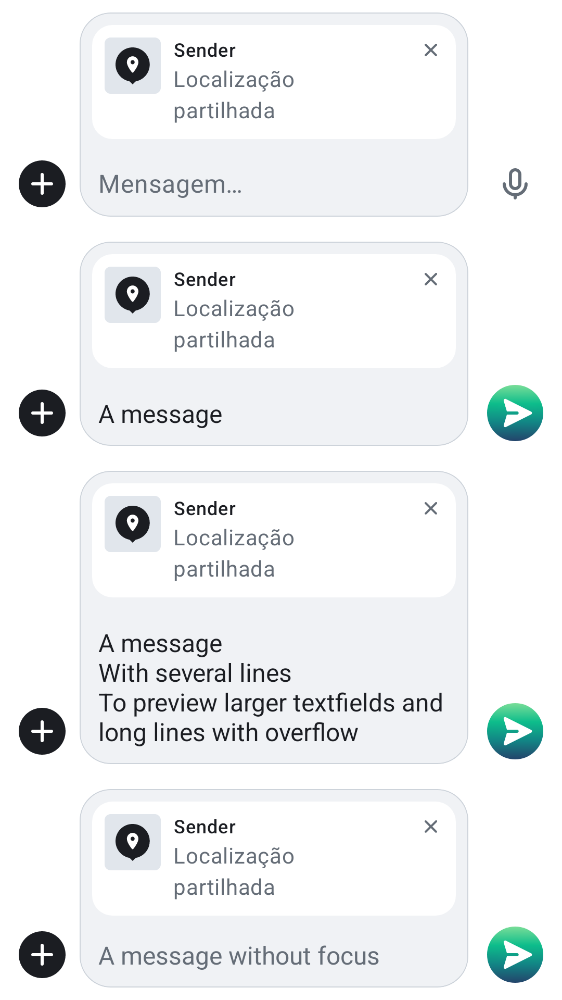 Sender
Localização
partilhada
Mensagem…
Sender
Localização
partilhada
A message
Sender
Localização
partilhada
A message
With several lines
To preview larger textfields and
long lines with overflow
Sender
Localização
partilhada
A message without focus